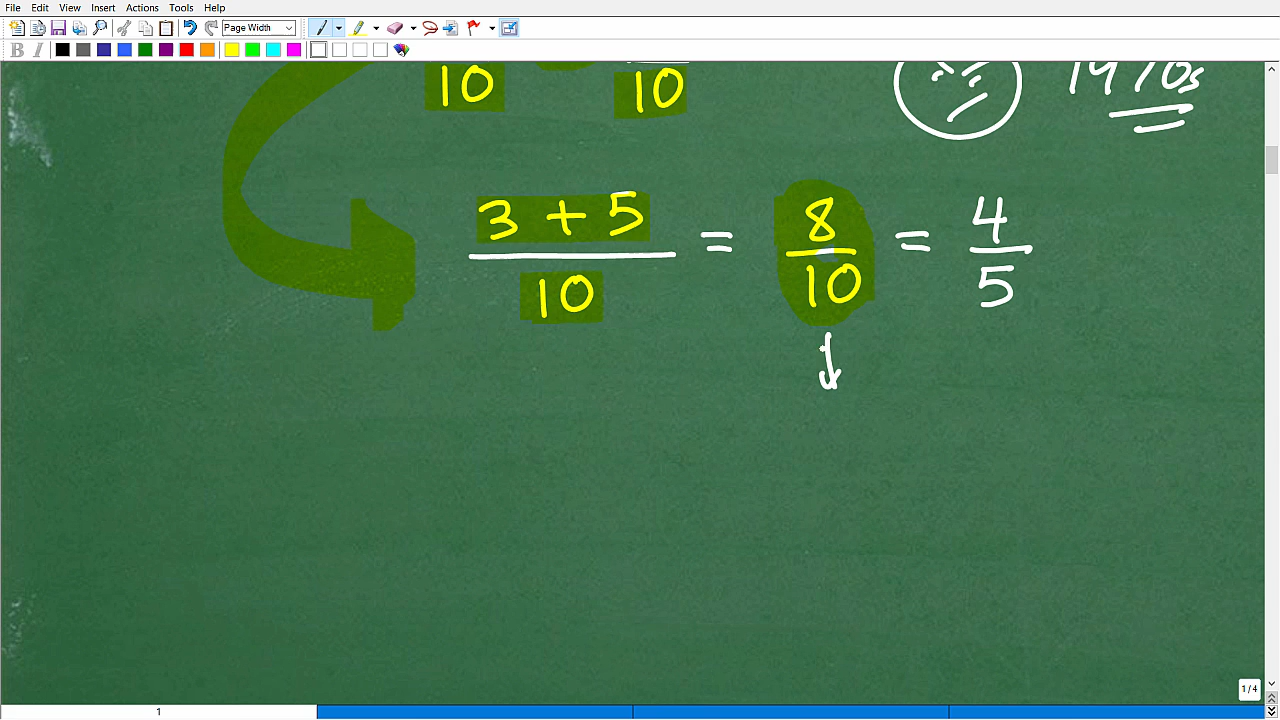 File Edit View Insert Actions Tools Help
Page Width
B I
10 10
1970s
3 + 5 / 10 = 8 / 10 = 4 / 5
1 / 4
1